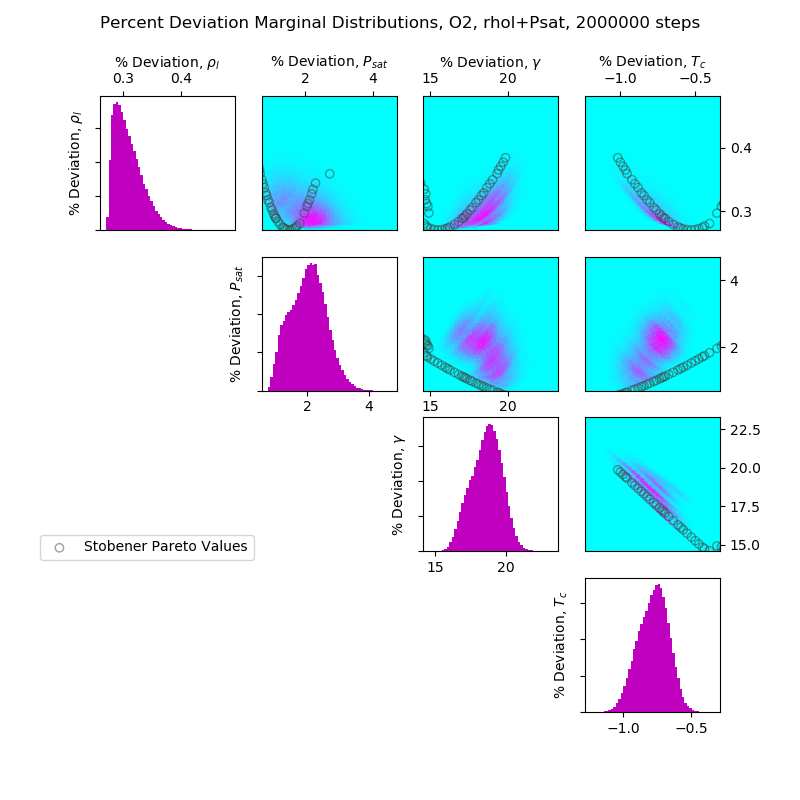 Percent Deviation Marginal Distributions, O2, rhol+Psat, 2000000 steps
% Deviation, ρl % Deviation, Psat % Deviation, γ % Deviation, Tc
0.3 0.4 2 4 15 20 −1.0 −0.5
% Deviation, ρl
0.4
0.3
% Deviation, Psat
4
2
2 4 15 20
% Deviation, γ
22.5
20.0
17.5
15.0
Stobener Pareto Values
15 20
% Deviation, Tc
−1.0 −0.5